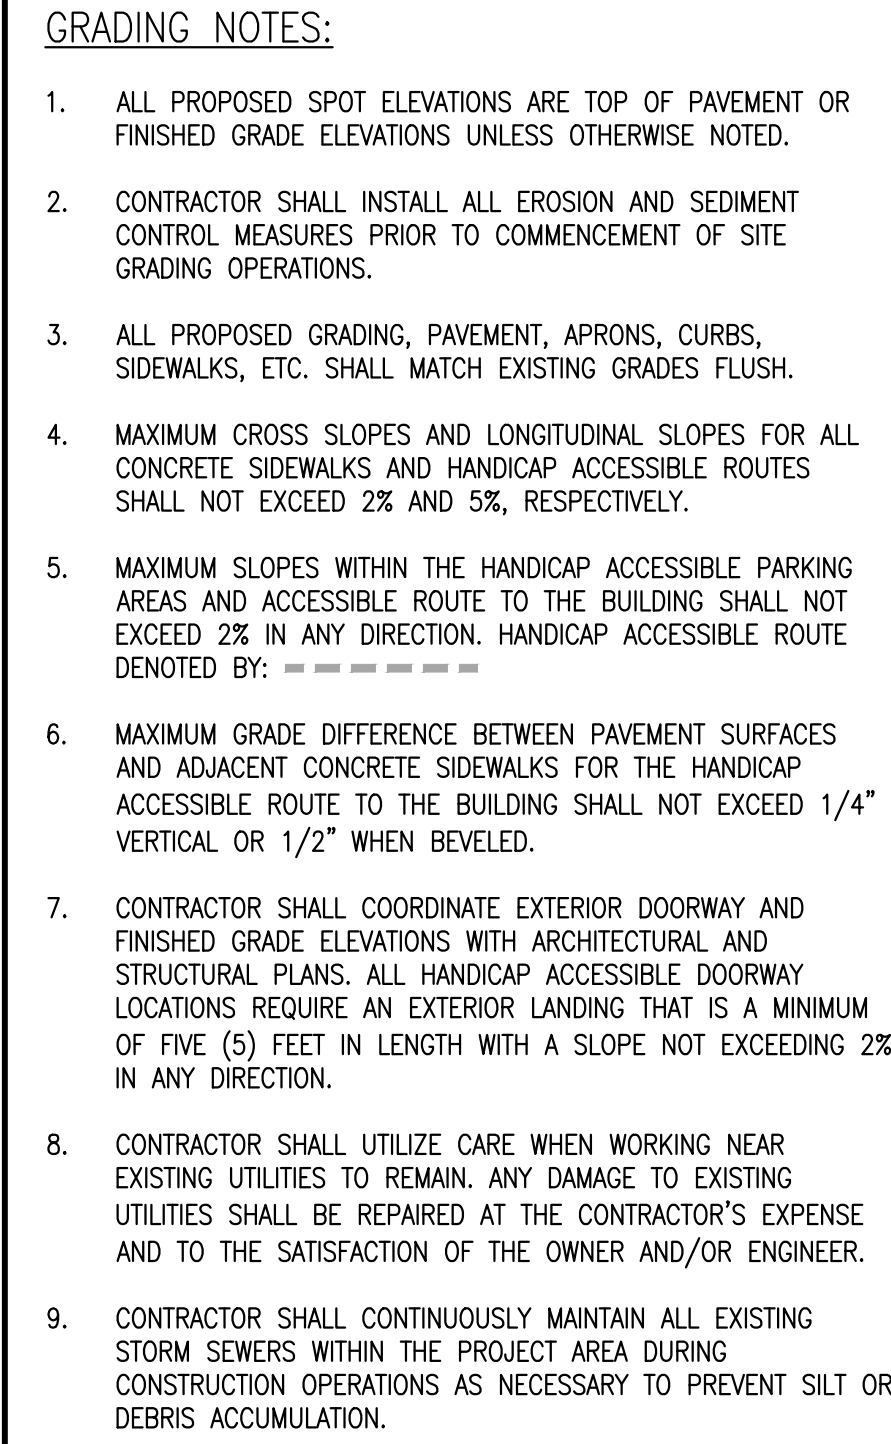 GRADING NOTES:
1. ALL PROPOSED SPOT ELEVATIONS ARE TOP OF PAVEMENT OR
FINISHED GRADE ELEVATIONS UNLESS OTHERWISE NOTED.
2. CONTRACTOR SHALL INSTALL ALL EROSION AND SEDIMENT
CONTROL MEASURES PRIOR TO COMMENCEMENT OF SITE
GRADING OPERATIONS.
3. ALL PROPOSED GRADING, PAVEMENT, APRONS, CURBS,
SIDEWALKS, ETC. SHALL MATCH EXISTING GRADES FLUSH.
4. MAXIMUM CROSS SLOPES AND LONGITUDINAL SLOPES FOR ALL
CONCRETE SIDEWALKS AND HANDICAP ACCESSIBLE ROUTES
SHALL NOT EXCEED 2% AND 5%, RESPECTIVELY.
5. MAXIMUM SLOPES WITHIN THE HANDICAP ACCESSIBLE PARKING
AREAS AND ACCESSIBLE ROUTE TO THE BUILDING SHALL NOT
EXCEED 2% IN ANY DIRECTION. HANDICAP ACCESSIBLE ROUTE
DENOTED BY:
6. MAXIMUM GRADE DIFFERENCE BETWEEN PAVEMENT SURFACES
AND ADJACENT CONCRETE SIDEWALKS FOR THE HANDICAP
ACCESSIBLE ROUTE TO THE BUILDING SHALL NOT EXCEED 1/4”
VERTICAL OR 1/2” WHEN BEVELED.
7. CONTRACTOR SHALL COORDINATE EXTERIOR DOORWAY AND
FINISHED GRADE ELEVATIONS WITH ARCHITECTURAL AND
STRUCTURAL PLANS. ALL HANDICAP ACCESSIBLE DOORWAY
LOCATIONS REQUIRE AN EXTERIOR LANDING THAT IS A MINIMUM
OF FIVE (5) FEET IN LENGTH WITH A SLOPE NOT EXCEEDING 2%
IN ANY DIRECTION.
8. CONTRACTOR SHALL UTILIZE CARE WHEN WORKING NEAR
EXISTING UTILITIES TO REMAIN. ANY DAMAGE TO EXISTING
UTILITIES SHALL BE REPAIRED AT THE CONTRACTOR’S EXPENSE
AND TO THE SATISFACTION OF THE OWNER AND/OR ENGINEER.
9. CONTRACTOR SHALL CONTINUOUSLY MAINTAIN ALL EXISTING
STORM SEWERS WITHIN THE PROJECT AREA DURING
CONSTRUCTION OPERATIONS AS NECESSARY TO PREVENT SILT OR
DEBRIS ACCUMULATION.